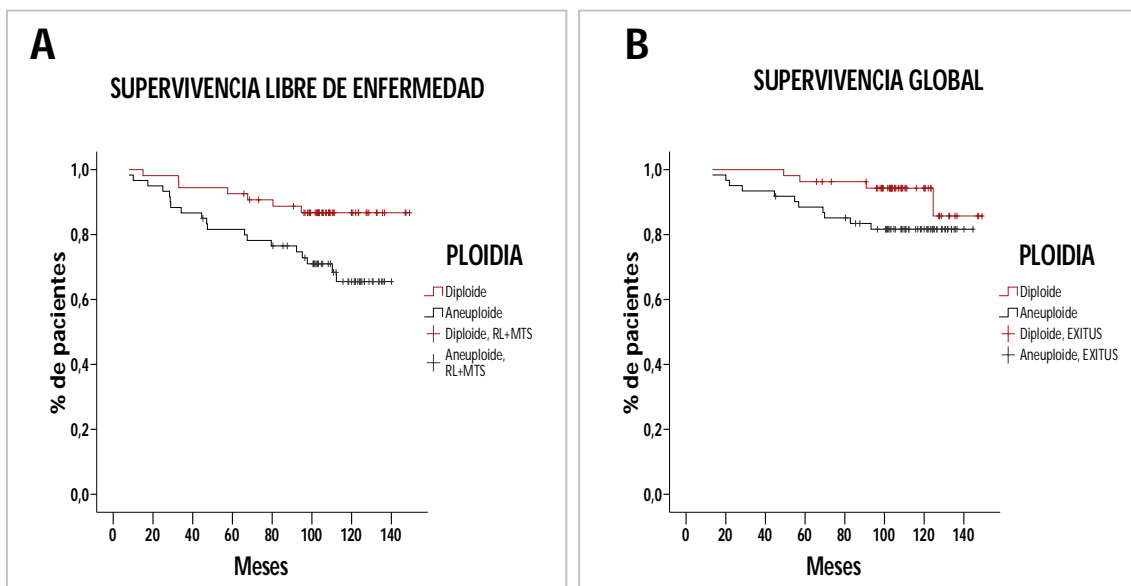 A
SUPERVIVENCIA LIBRE DE ENFERMEDAD
% de pacientes
1,0
0,8
0,6
0,4
0,2
0,0
0 20 40 60 80 100 120 140
Meses
PLOIDIA
Diploide
Aneuploide
Diploide, RL+MTS
Aneuploide,
RL+MTS
B
SUPERVIVENCIA GLOBAL
% de pacientes
1,0
0,8
0,6
0,4
0,2
0,0
0 20 40 60 80 100 120 140
Meses
PLOIDIA
Diploide
Aneuploide
Diploide, EXITUS
Aneuploide, EXITUS